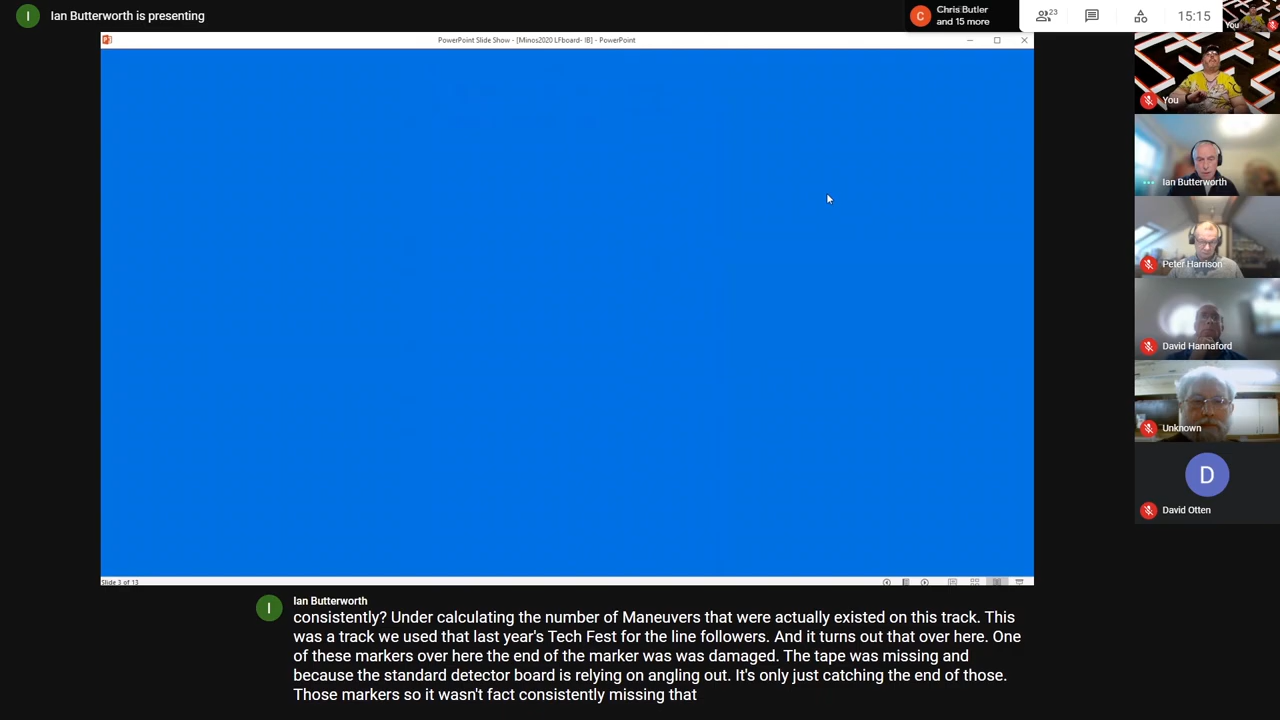 I Ian Butterworth is presenting
C Chris Butler
and 15 more
23
15:15
You
PowerPoint Slide Show - [Minos2020 LFboard- IB] - PowerPoint
You
Ian Butterworth
Peter Harrison
David Hannaford
Unknown
D
David Otten
Slide 3 of 13
I Ian Butterworth
consistently? Under calculating the number of Maneuvers that were actually existed on this track. This
was a track we used that last year's Tech Fest for the line followers. And it turns out that over here. One
of these markers over here the end of the marker was was damaged. The tape was missing and
because the standard detector board is relying on angling out. It's only just catching the end of those.
Those markers so it wasn't fact consistently missing that